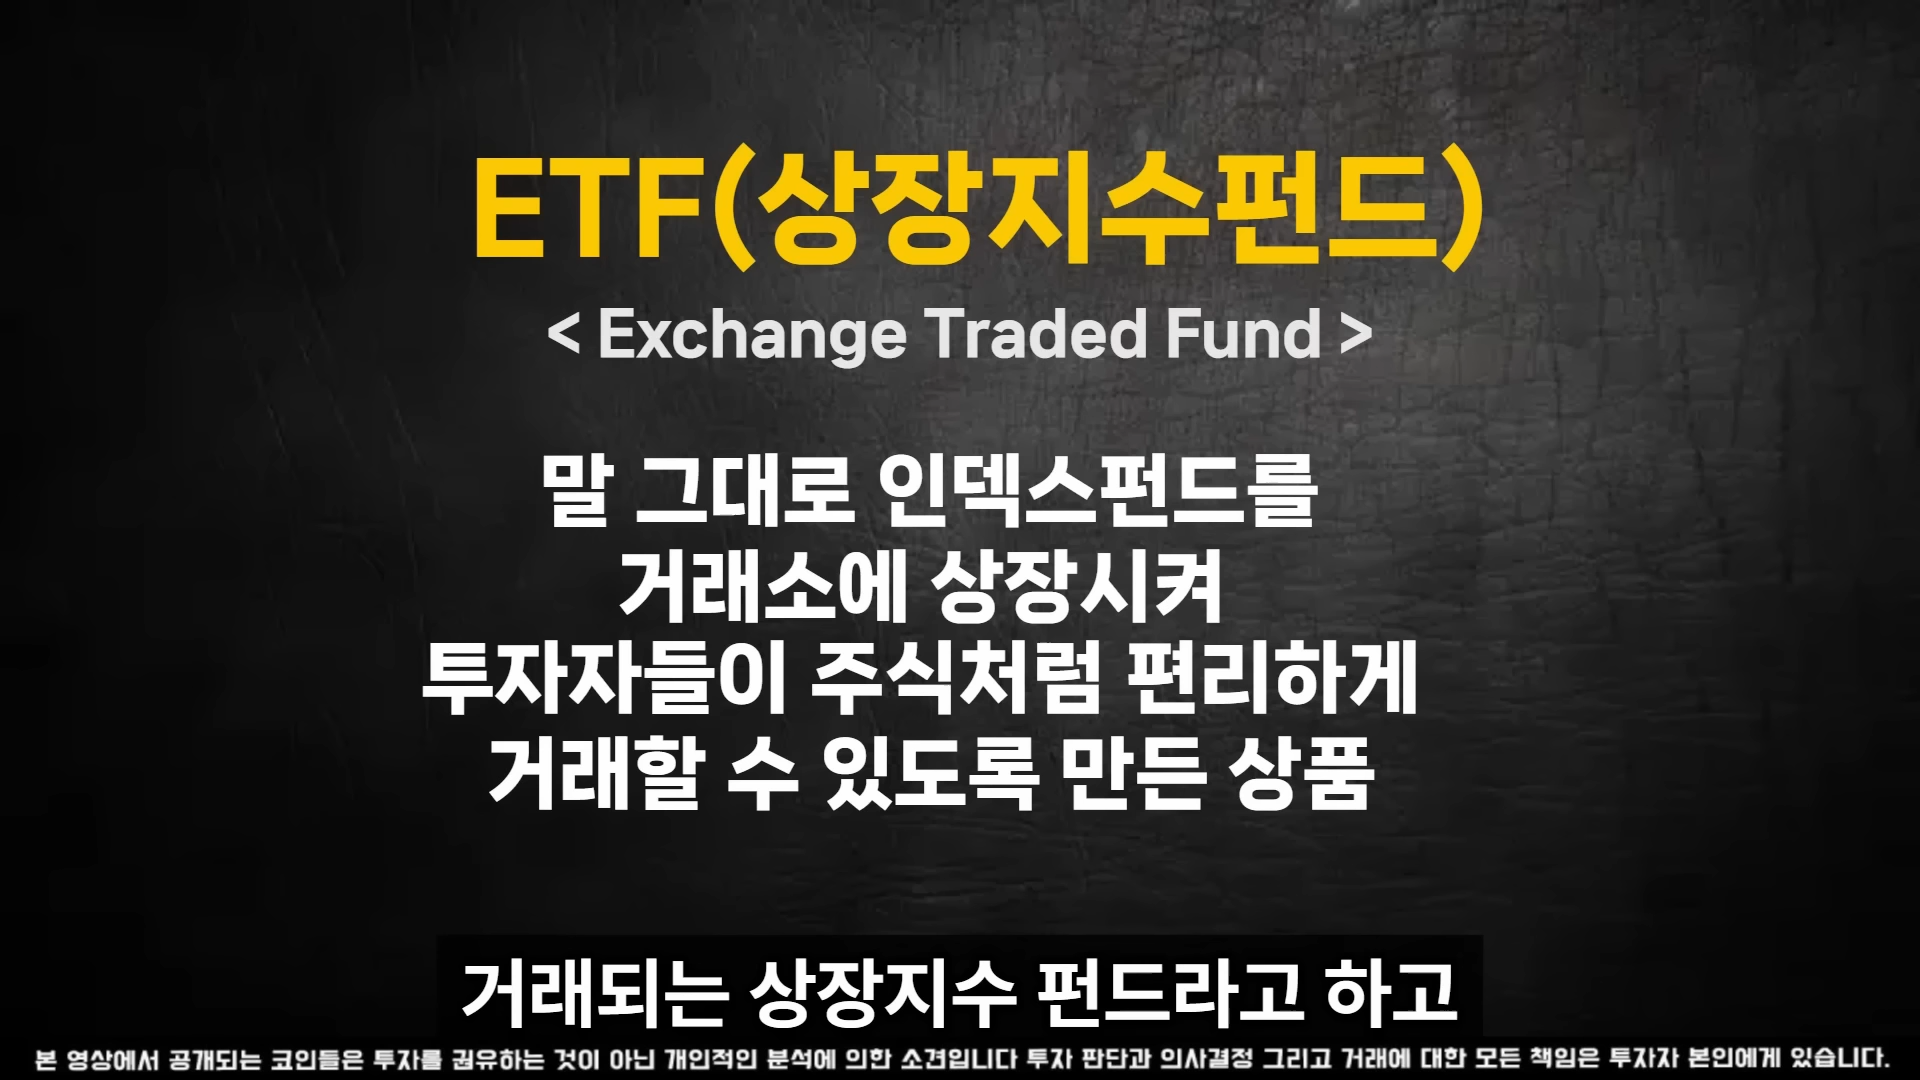 ETF(상장지수펀드)
< Exchange Traded Fund >
말 그대로 인덱스펀드를
거래소에 상장시켜
투자자들이 주식처럼 편리하게
거래할 수 있도록 만든 상품
거래되는 상장지수 펀드라고 하고
본 영상에서 공개되는 코인들은 투자를 권유하는 것이 아닌 개인적인 분석에 의한 소견입니다 투자 판단과 의사결정 그리고 거래에 대한 모든 책임은 투자자 본인에게 있습니다.